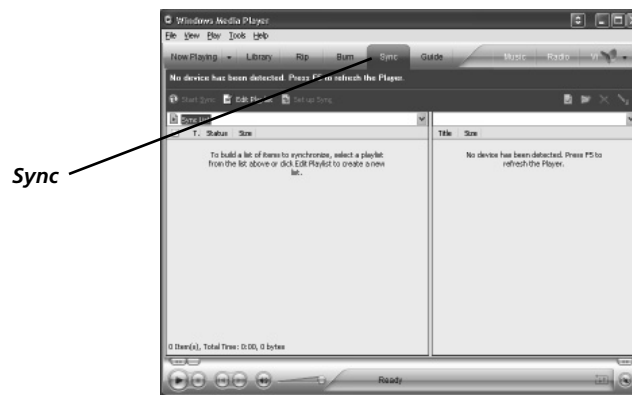 Windows Media Player
File View Play Tools Help
Now Playing Library Rip Burn Sync Guide Music Radio
No device has been detected. Press F5 to refresh the Player.
Start Sync Edit Playlist Set up Sync
Sync List
T. Status Size Title Size
To build a list of items to synchronize, select a playlist
from the list above or click Edit Playlist to create a new
list.
No device has been detected. Press F5 to
refresh the Player.
Sync
0 Item(s), Total Time: 0:00, 0 bytes
Ready